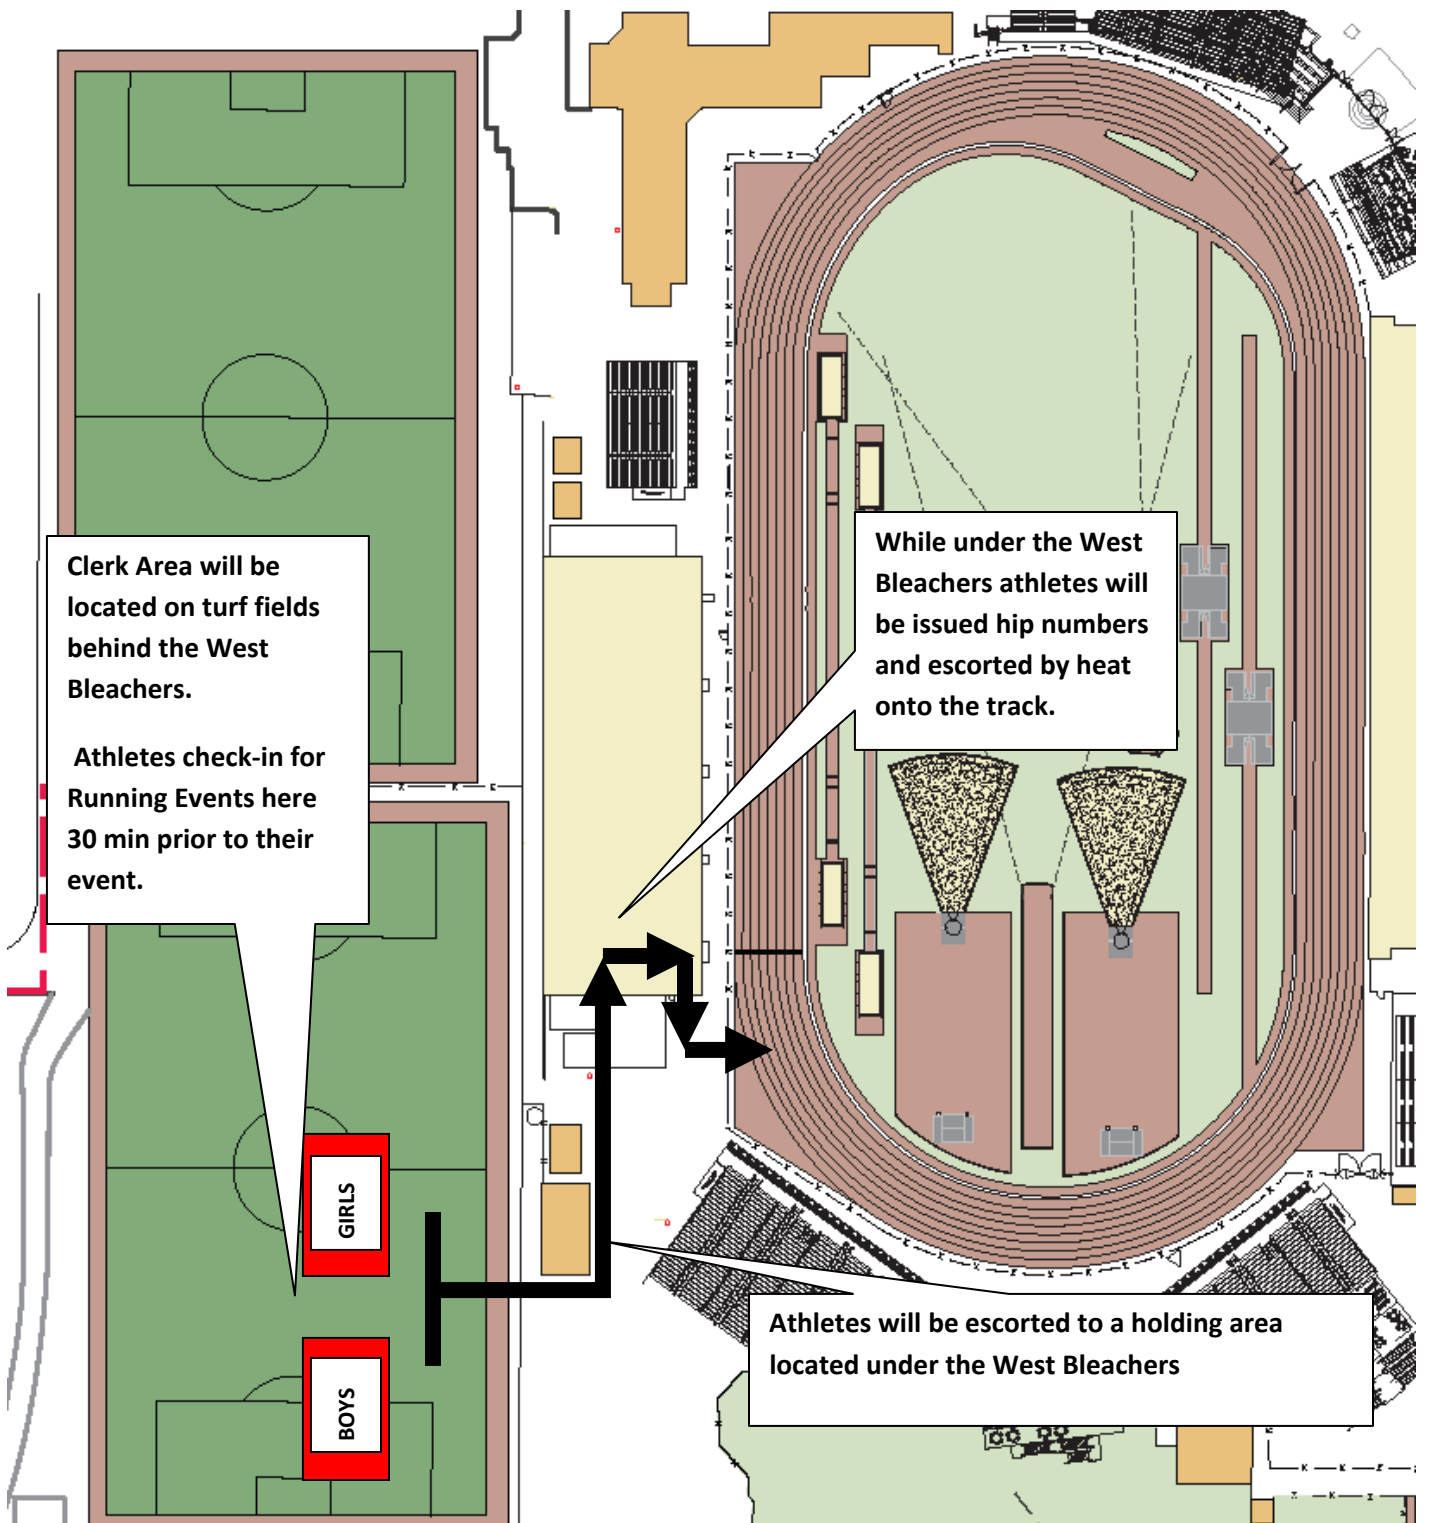 Clerk Area will be
located on turf fields
behind the West
Bleachers.
Athletes check-in for
Running Events here
30 min prior to their
event.
While under the West
Bleachers athletes will
be issued hip numbers
and escorted by heat
onto the track.
GIRLS
BOYS
Athletes will be escorted to a holding area
located under the West Bleachers